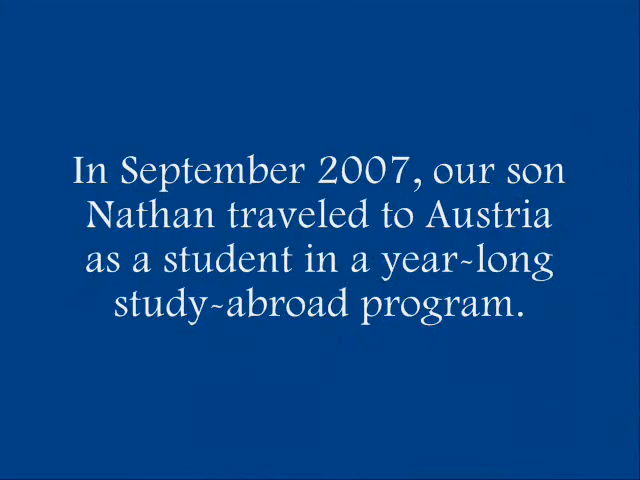 In September 2007, our son
Nathan traveled to Austria
as a student in a year-long
study-abroad program.